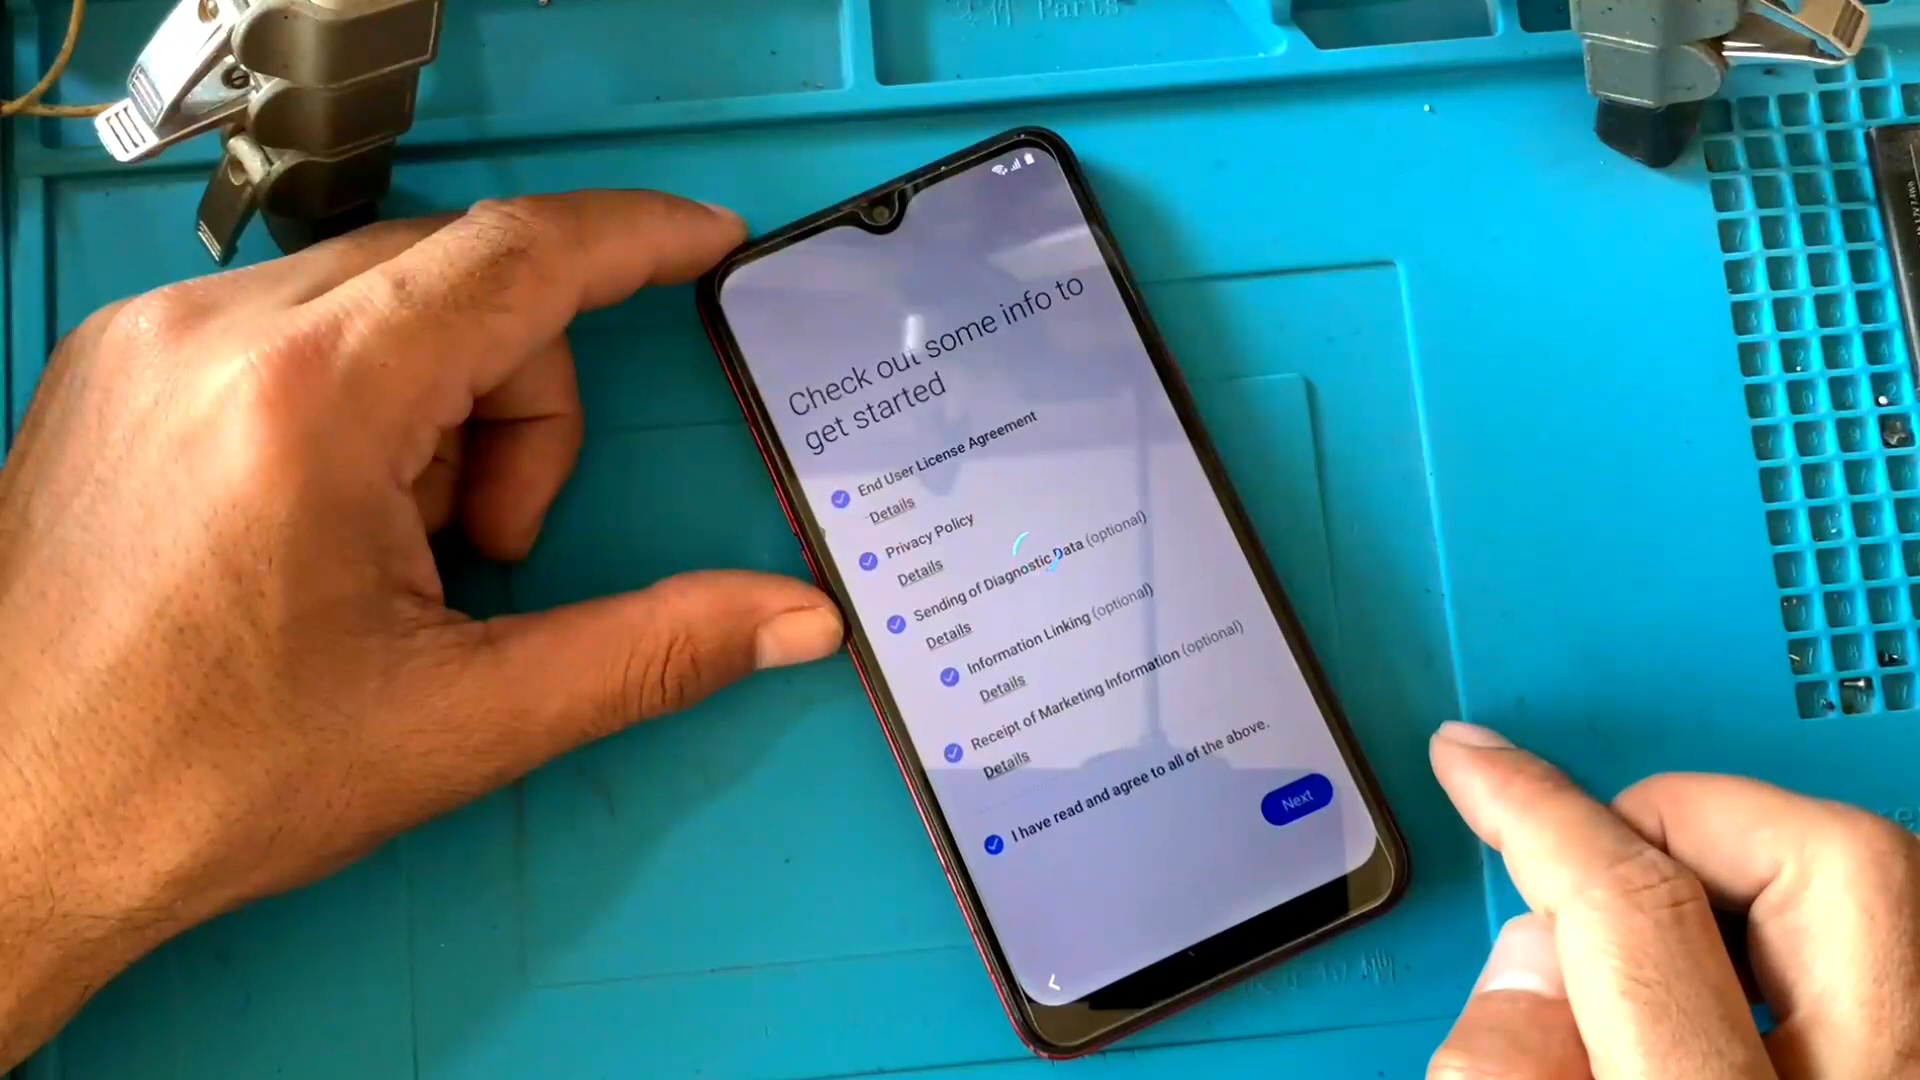 Parts
Check out some info to
get started
End User License Agreement
Details
Privacy Policy
Details
Sending of Diagnostic Data (optional)
Details
Information Linking (optional)
Details
Receipt of Marketing Information (optional)
Details
I have read and agree to all of the above.
Next